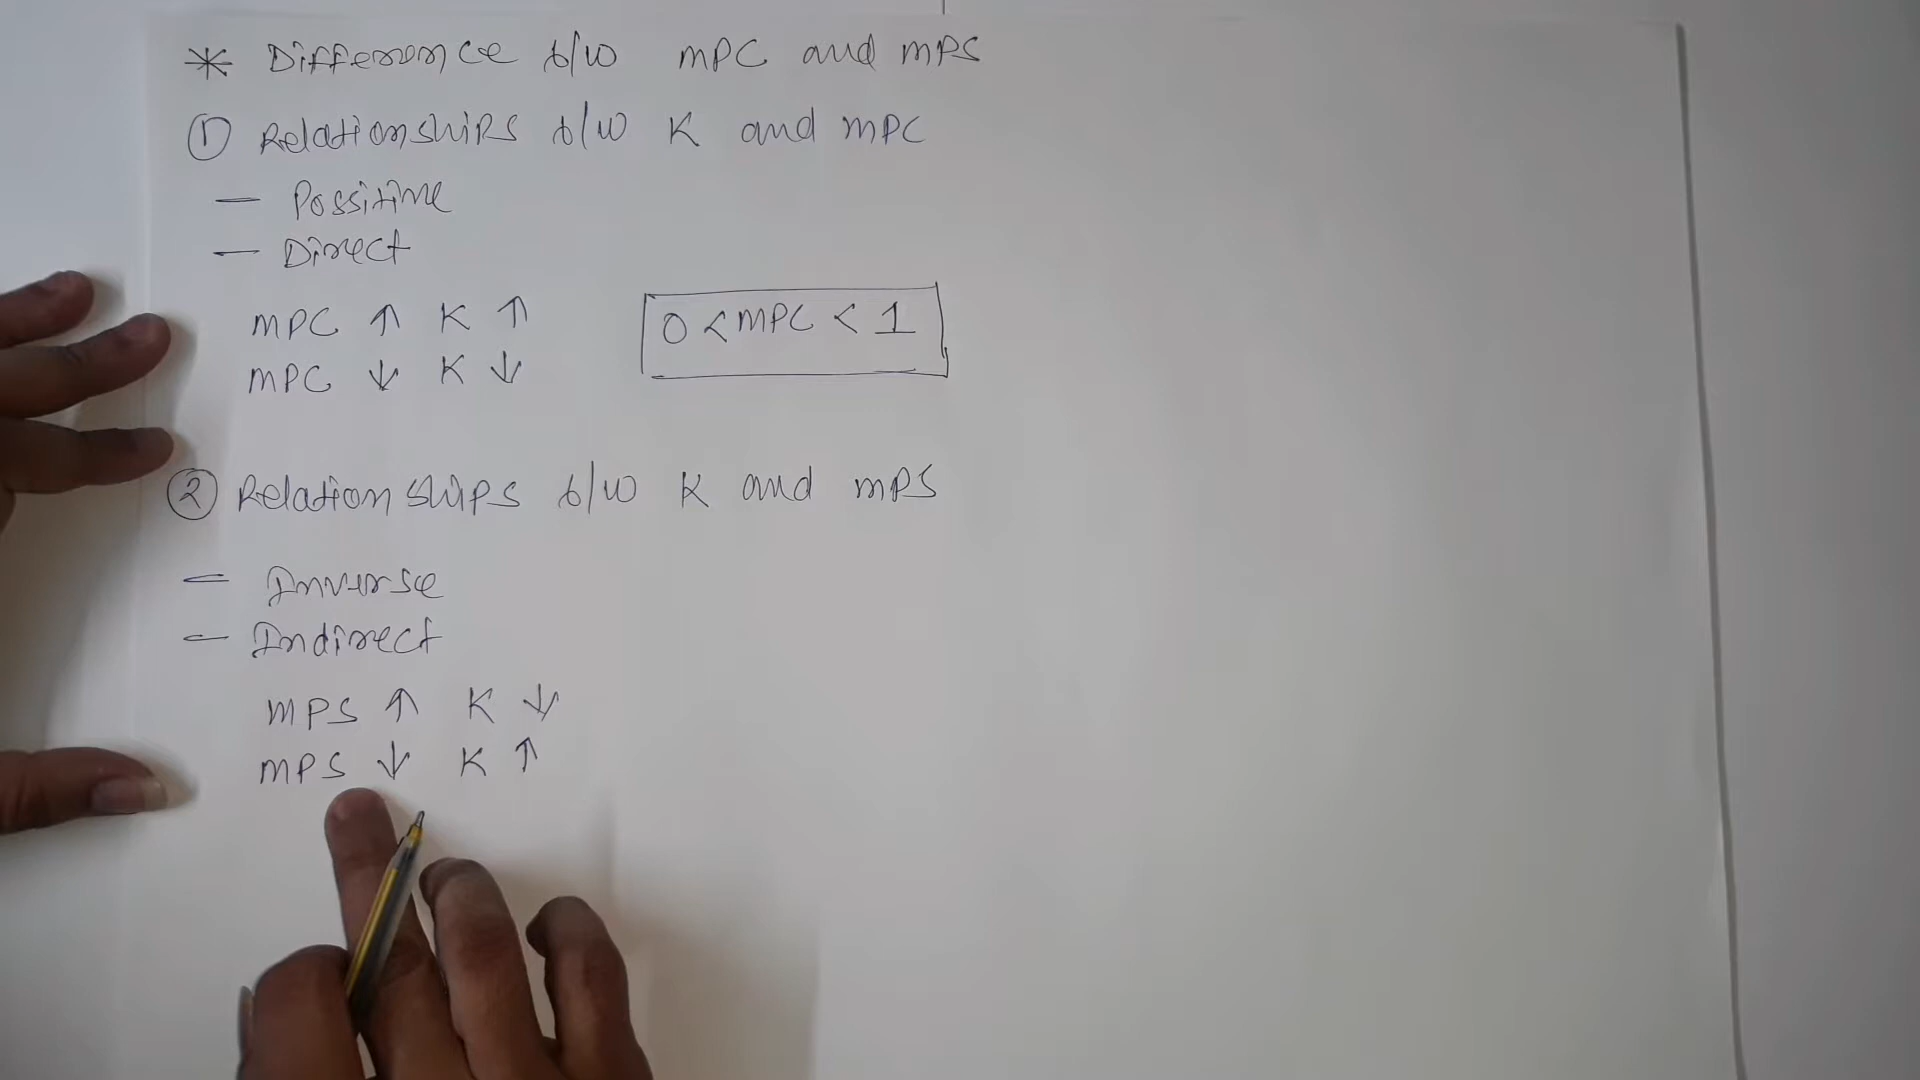 * Difference b/w MPC and MPS
① Relationships b/w K and MPC
— Possitive
— Direct
MPC ↑ K ↑
0 < MPC < 1
MPC ↓ K ↓
② Relationships b/w K and MPS
— Inverse
— Indirect
MPS ↑ K ↓
MPS ↓ K ↑